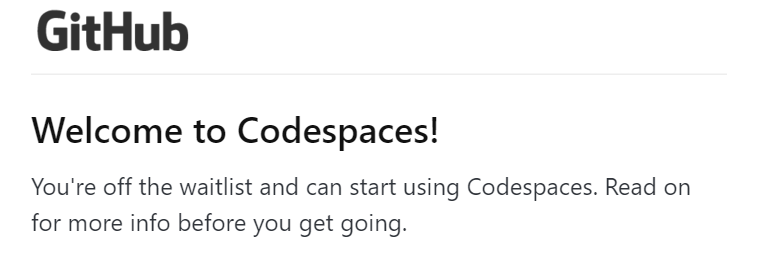 GitHub
Welcome to Codespaces!
You're off the waitlist and can start using Codespaces. Read on
for more info before you get going.